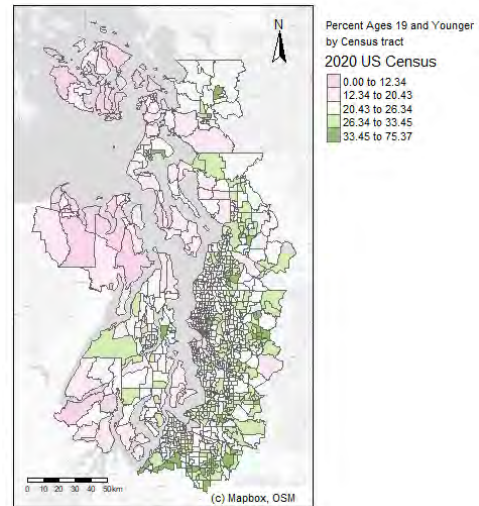 N
Percent Ages 19 and Younger
by Census tract
2020 US Census
0.00 to 12.34
12.34 to 20.43
20.43 to 26.34
26.34 to 33.45
33.45 to 75.37
0 10 20 30 40 50km
(c) Mapbox, OSM